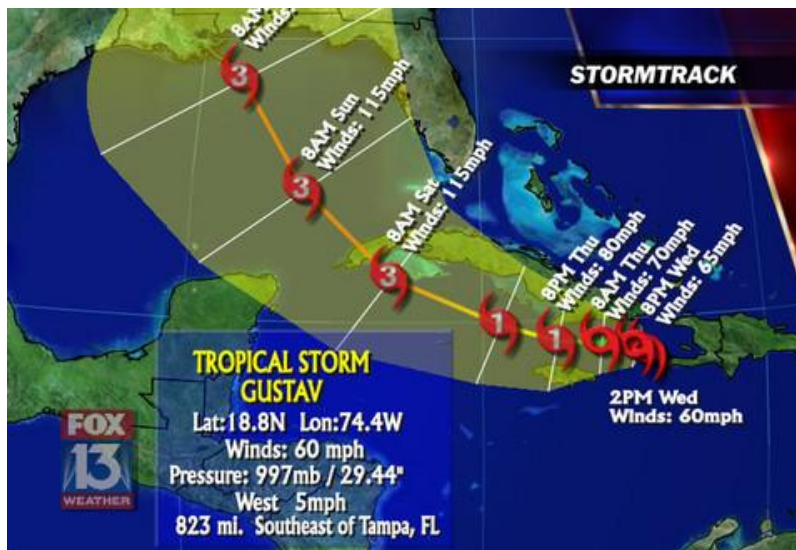 8AM
Winds:
STORMTRACK
3
8AM Sun
Winds: 115mph
3
8AM Sat
Winds: 115mph
3
8PM Thu
Winds: 80mph
8AM Thu
Winds: 70mph
8PM Wed
Winds: 65mph
1
1
2PM Wed
Winds: 60mph
TROPICAL STORM
GUSTAV
Lat:18.8N Lon:74.4W
Winds: 60 mph
Pressure: 997mb / 29.44"
West 5mph
823 mi. Southeast of Tampa, FL
FOX
13
WEATHER